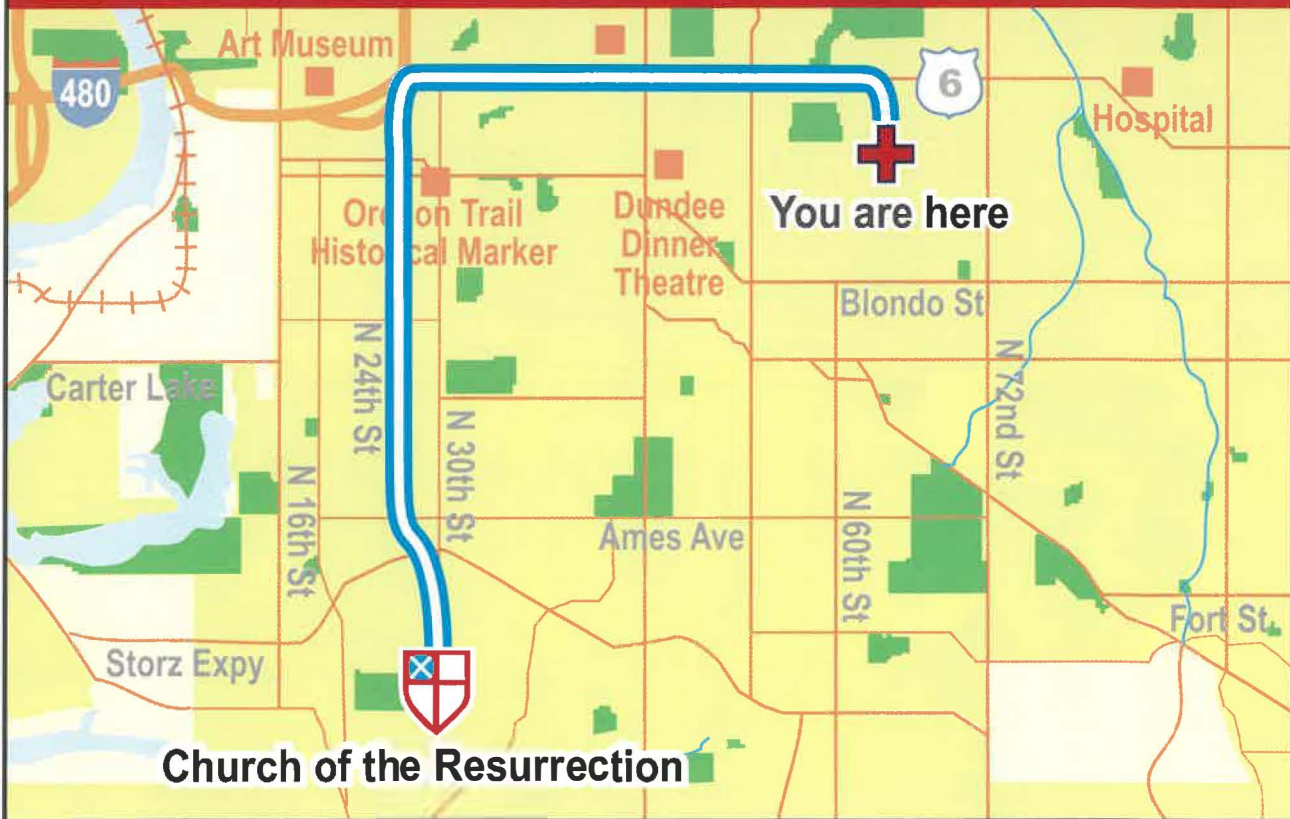 Art Museum
480
6
Hospital
Oregon Trail
Historical Marker
Dundee
Dinner
Theatre
You are here
Blondo St
N 24th St
N 72nd St
Carter Lake
N 30th St
N 16th St
Ames Ave
N 60th St
Fort St
Storz Expy
Church of the Resurrection